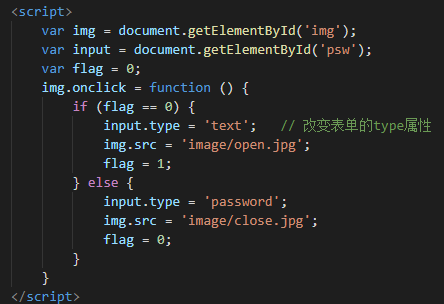 <script>
    var img = document.getElementById('img');
    var input = document.getElementById('psw');
    var flag = 0;
    img.onclick = function () {
        if (flag == 0) {
            input.type = 'text';   // 改变表单的type属性
            img.src = 'image/open.jpg';
            flag = 1;
        } else {
            input.type = 'password';
            img.src = 'image/close.jpg';
            flag = 0;
        }
    }
</script>